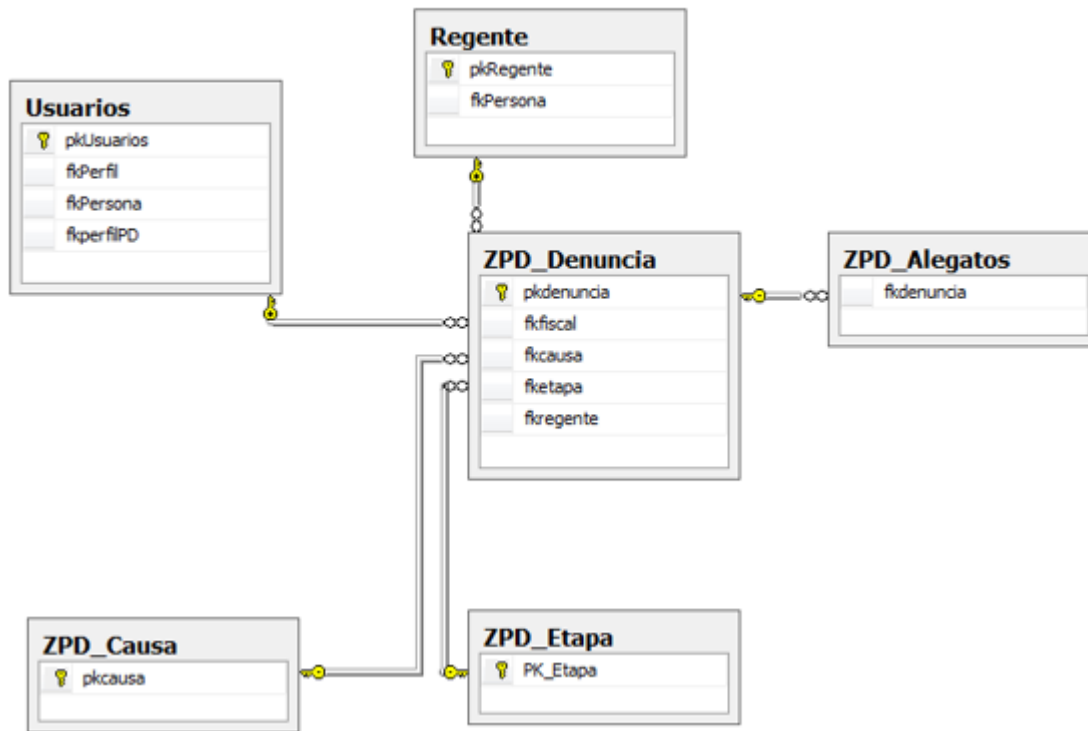 Regente
pkRegente
fkPersona
Usuarios
pkUsuarios
fkPerfil
fkPersona
fkperfilPD
ZPD_Denuncia
pkdenuncia
fkfiscal
fkcausa
fketapa
fkregente
ZPD_Alegatos
fkdenuncia
ZPD_Causa
pkcausa
ZPD_Etapa
PK_Etapa